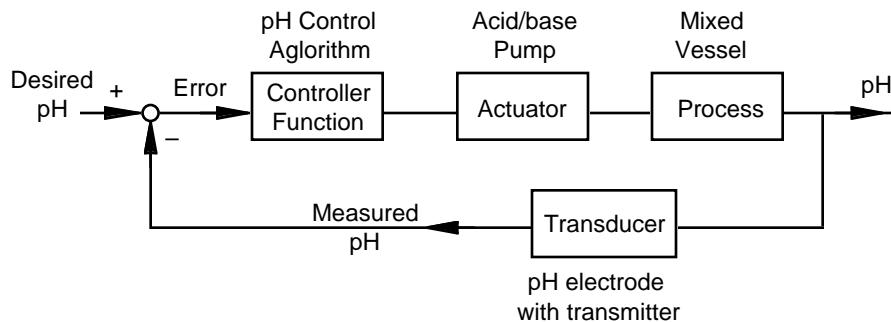 pH Control
Aglorithm
Acid/base
Pump
Mixed
Vessel
Desired
pH
+
Error
Controller
Function
Actuator
Process
pH
–
Measured
pH
Transducer
pH electrode
with transmitter